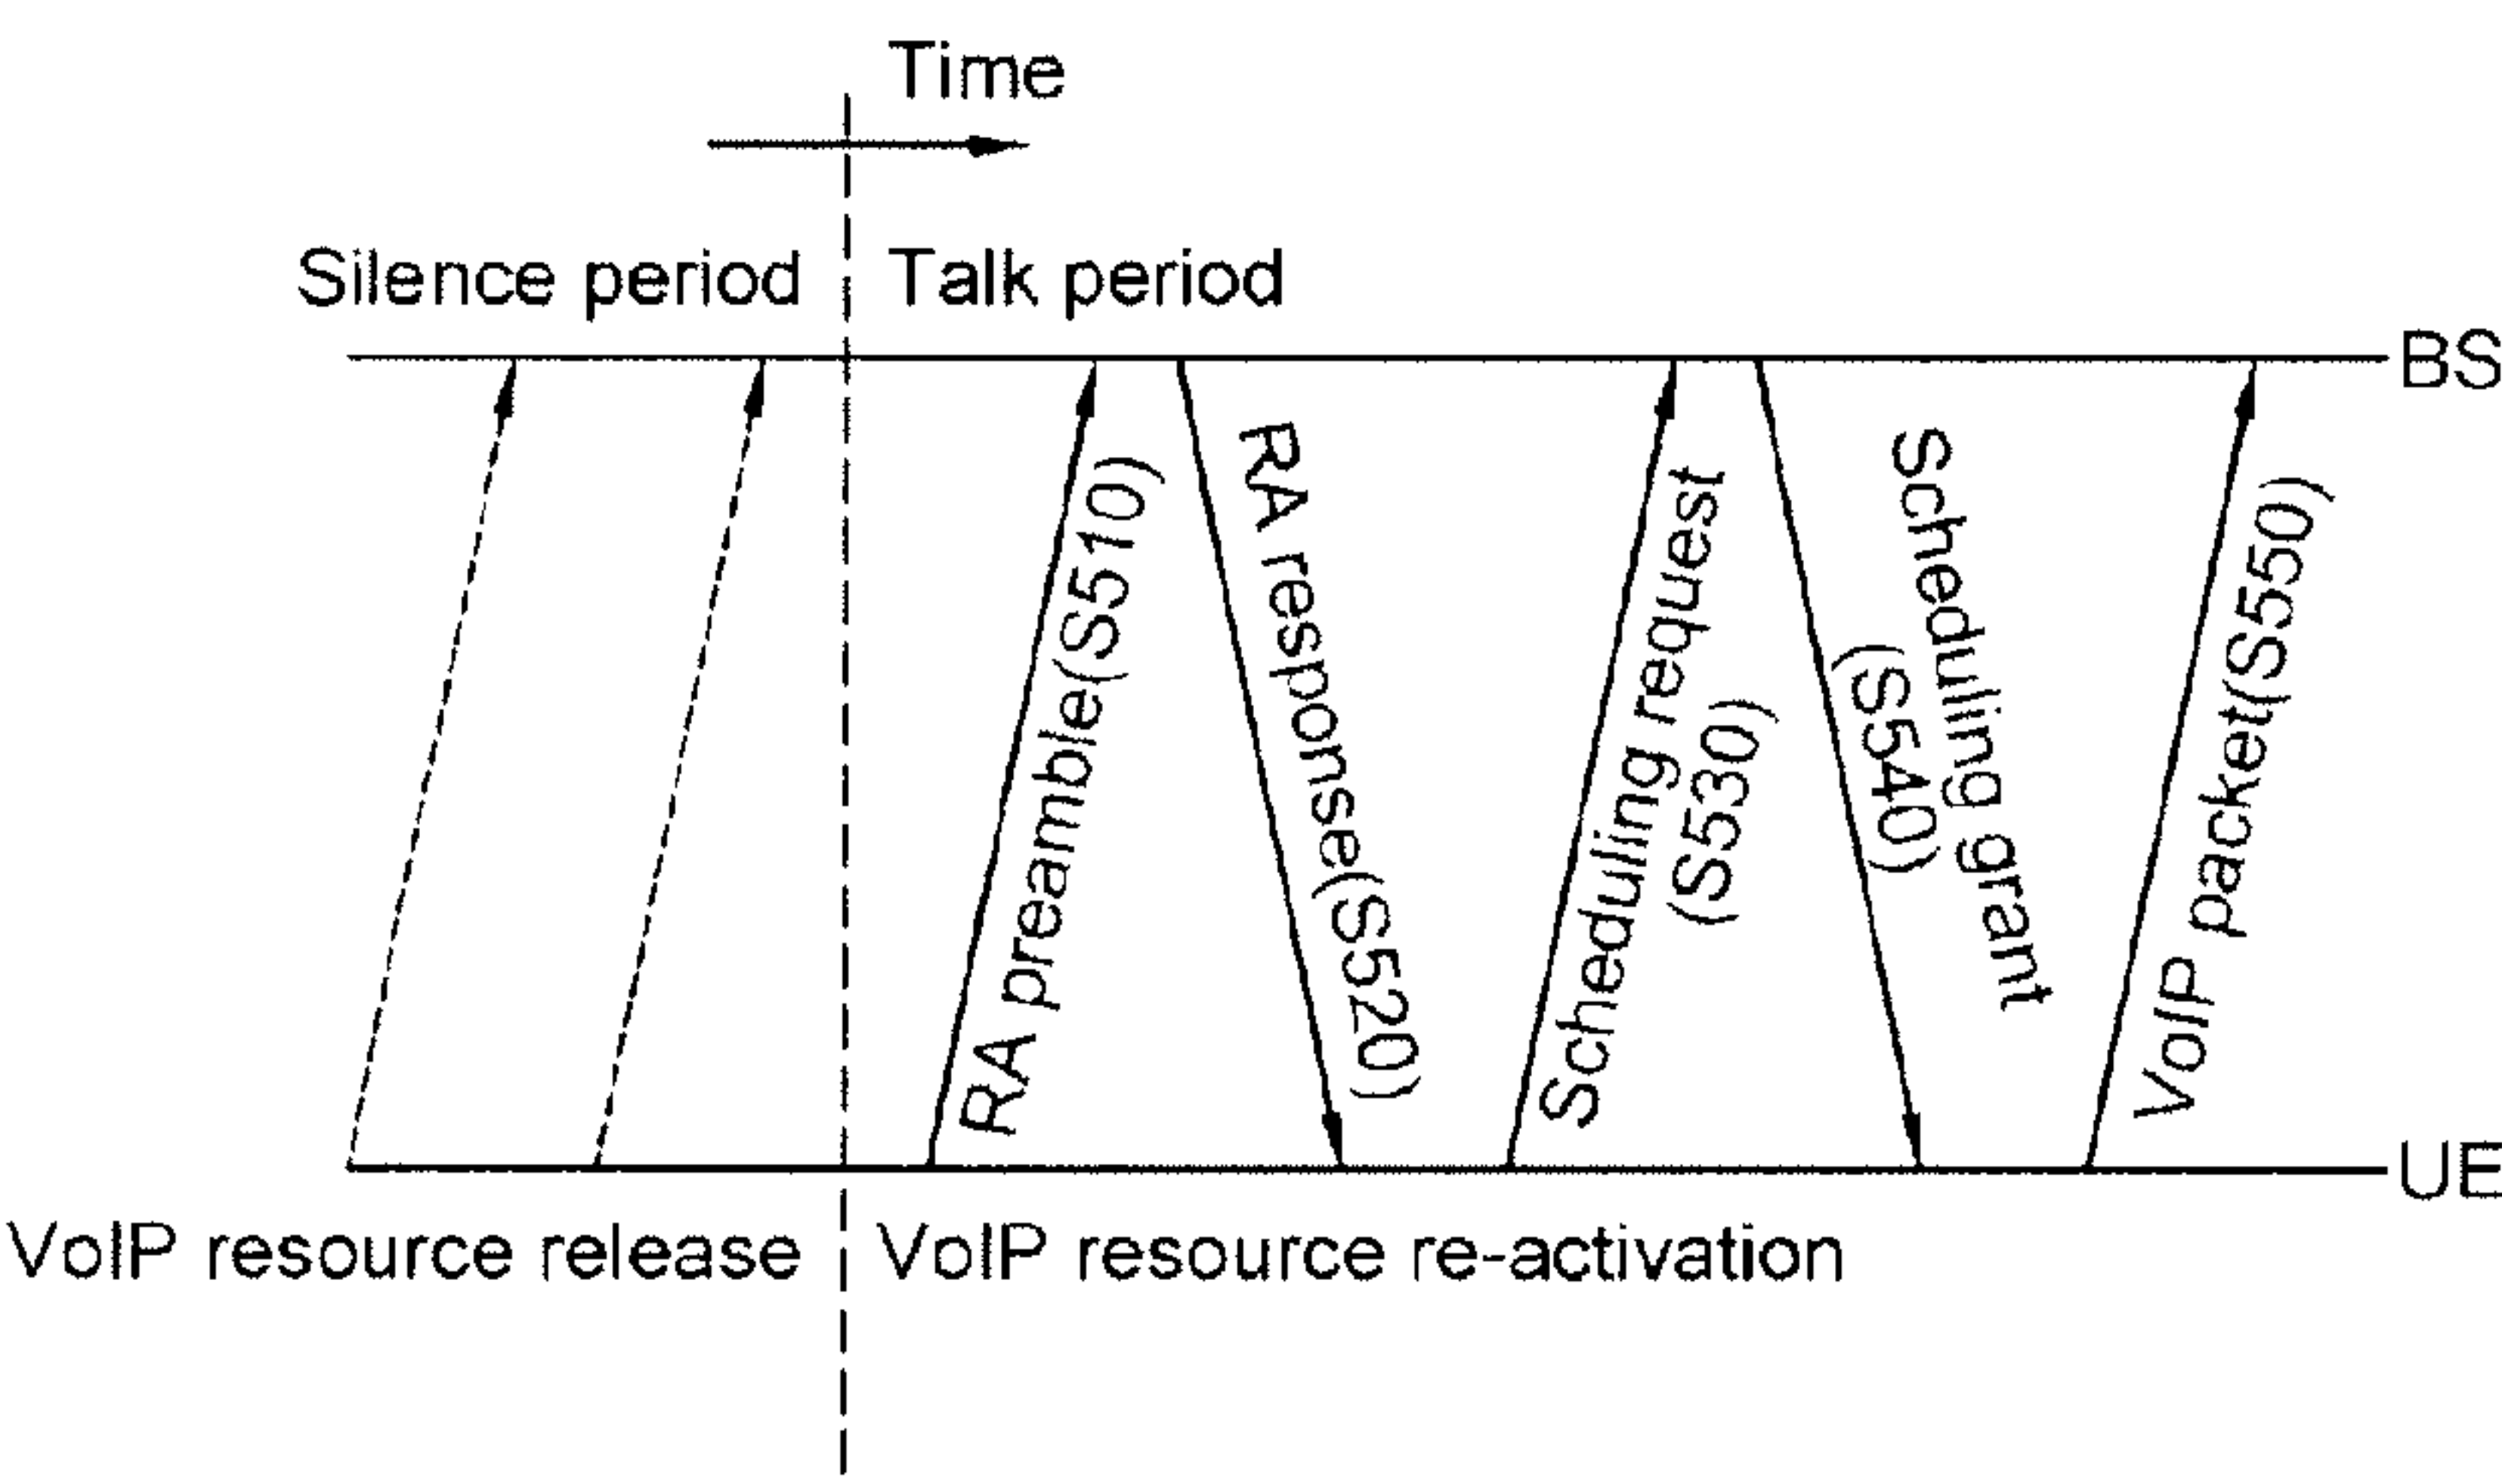 Time
Silence period
Talk period
BS
RA preamble(S510)
RA response(S520)
Scheduling request
(S530)
Scheduling grant
(S540)
VoIP packet(S550)
UE
VoIP resource release
VoIP resource re-activation